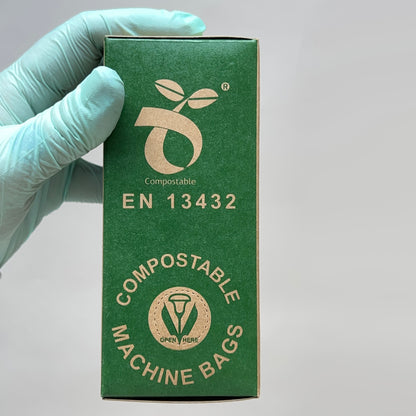 ®
Compostable
EN 13432
COMPOSTABLE
OPEN HERE
MACHINE BAGS